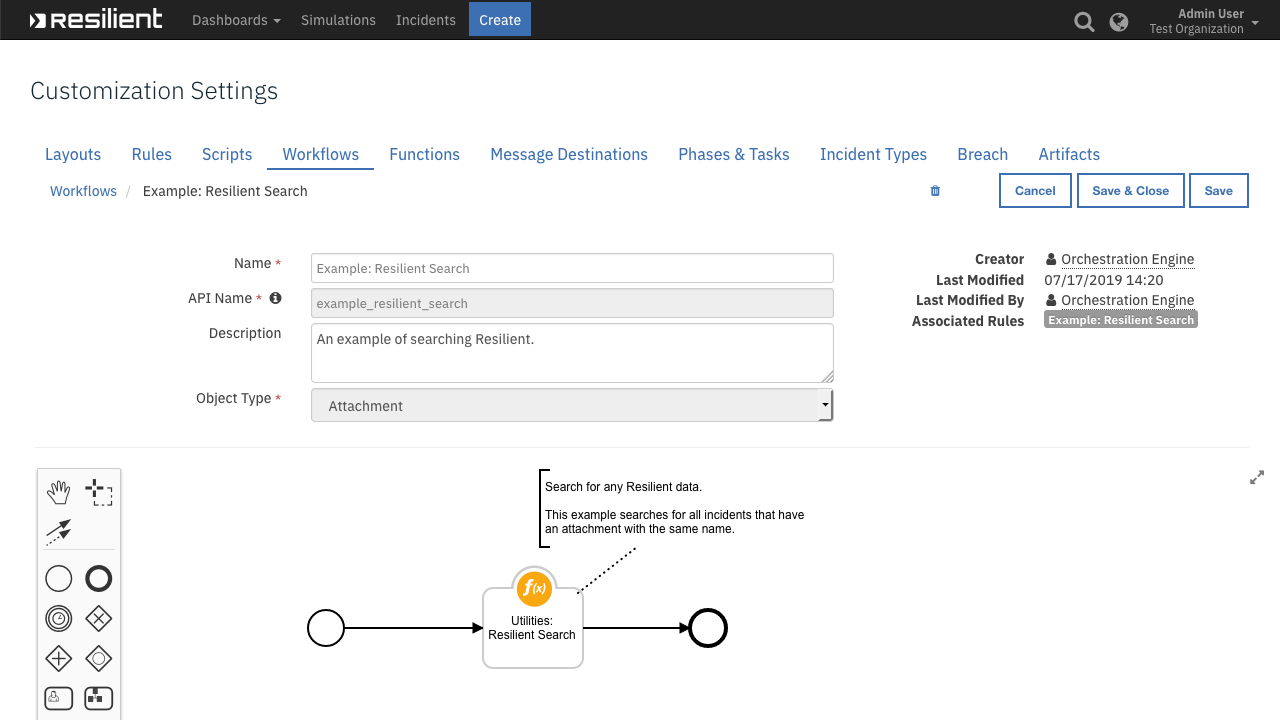 resilient Dashboards Simulations Incidents Create Admin User
Test Organization
Customization Settings
Layouts Rules Scripts Workflows Functions Message Destinations Phases & Tasks Incident Types Breach Artifacts
Workflows / Example: Resilient Search Cancel Save & Close Save
Name * Example: Resilient Search
API Name * example_resilient_search
Description An example of searching Resilient.
Object Type * Attachment
Creator Orchestration Engine
Last Modified 07/17/2019 14:20
Last Modified By Orchestration Engine
Associated Rules Example: Resilient Search
Search for any Resilient data.
This example searches for all incidents that have
an attachment with the same name.
f(x)
Utilities:
Resilient Search